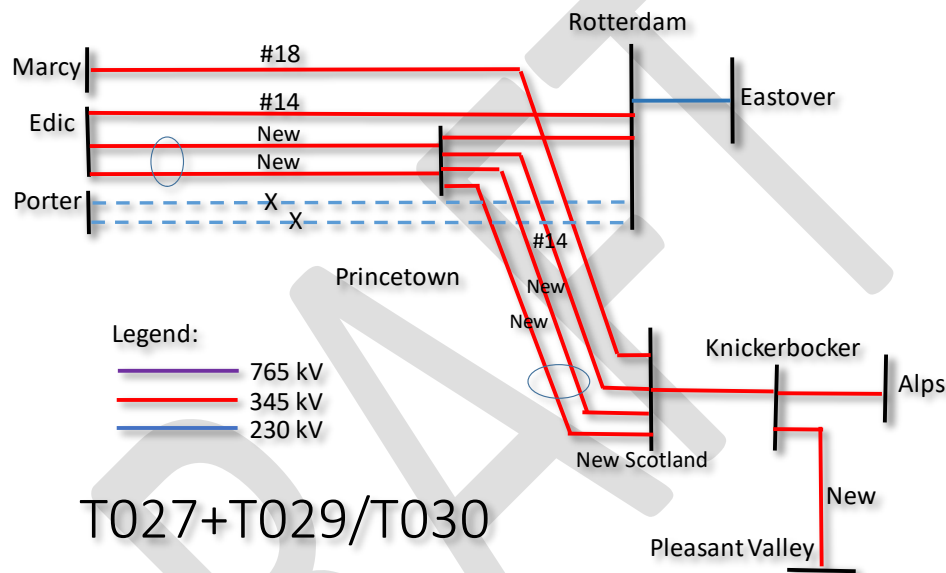 Rotterdam
#18
Marcy
Eastover
#14
Edic
New
New
Porter
X
X
#14
Princetown
New
New
Legend:
765 kV
345 kV
230 kV
Knickerbocker
Alps
New Scotland
New
T027+T029/T030
Pleasant Valley
DRAFT